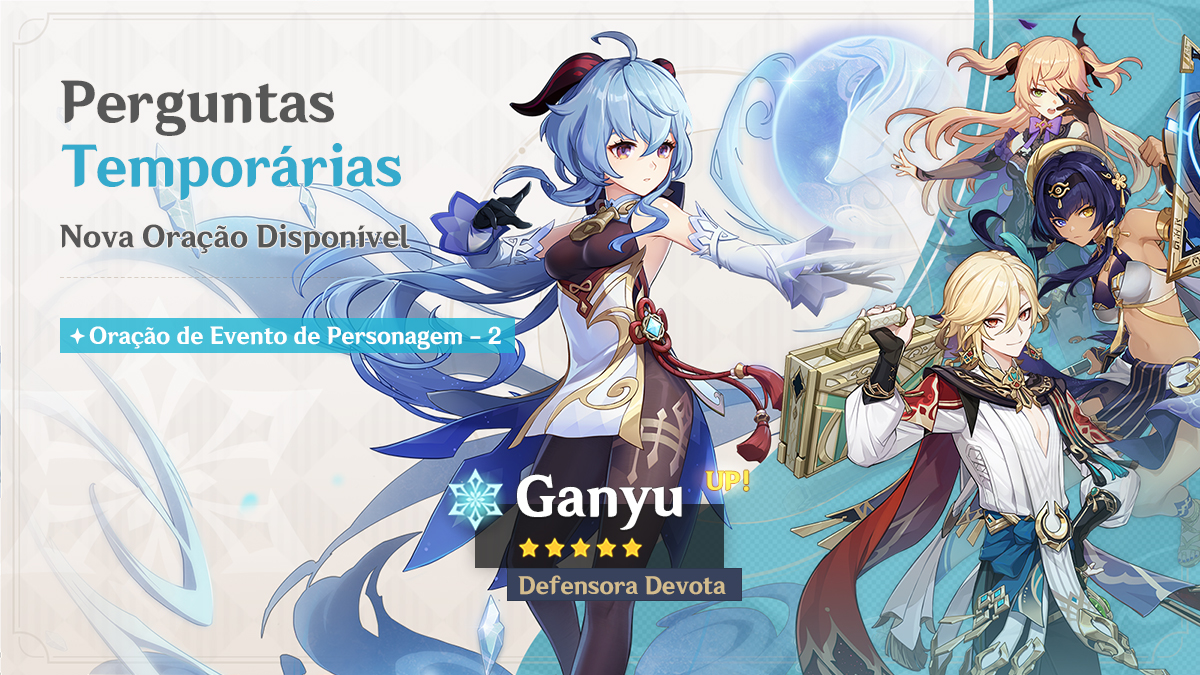 Perguntas
Temporárias
Nova Oração Disponível
Oração de Evento de Personagem - 2
Ganyu
UP!
Defensora Devota